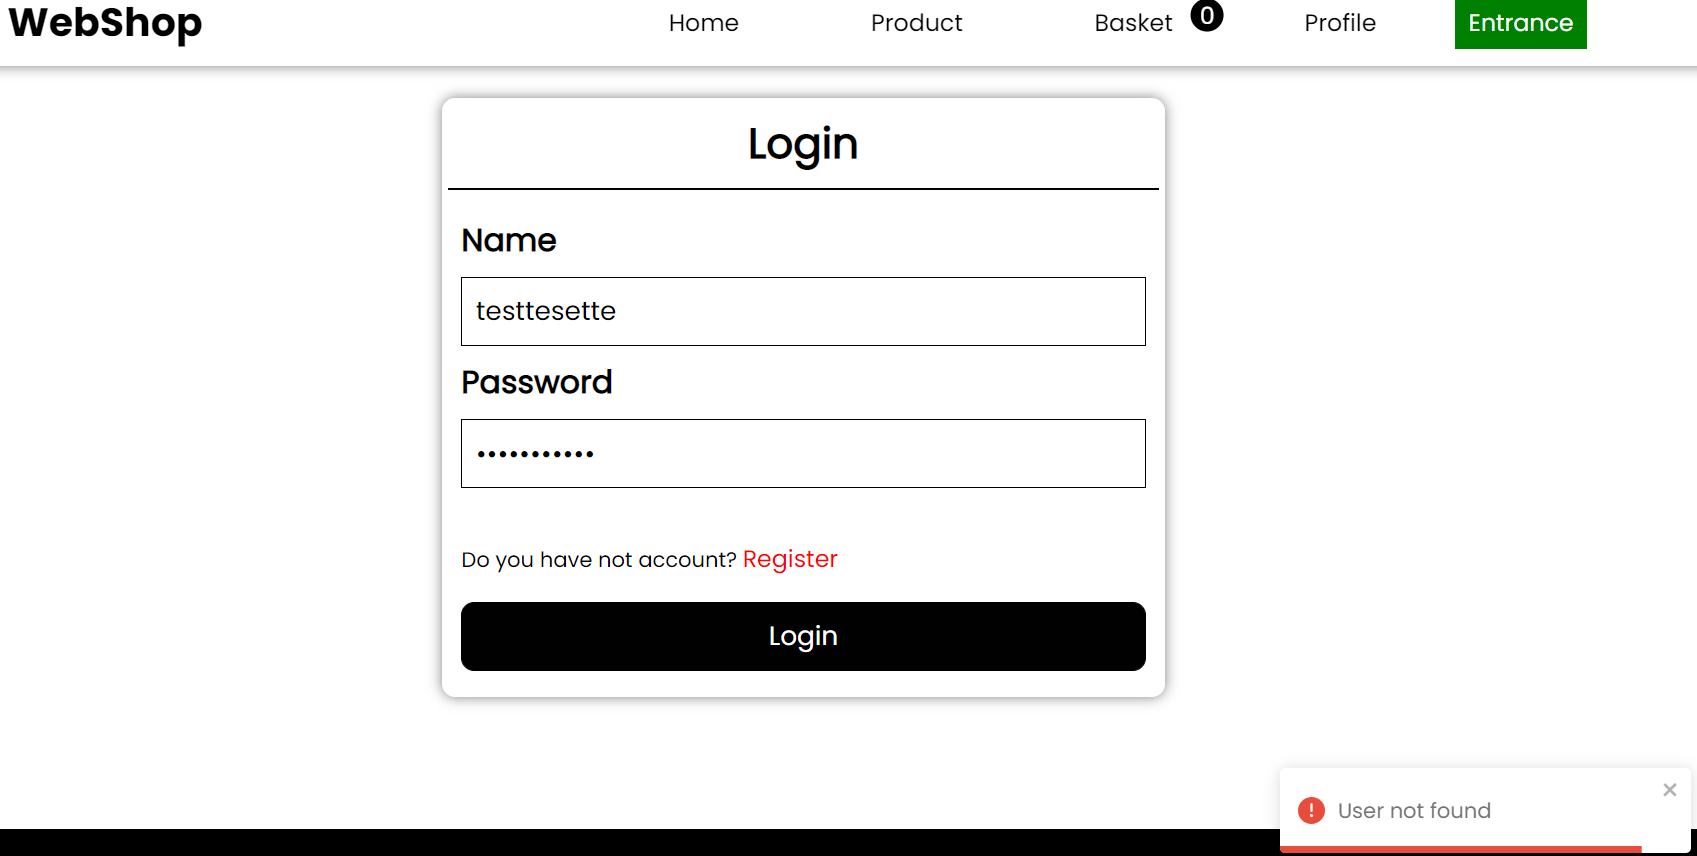 WebShop Home Product Basket 0 Profile Entrance
Login
Name
testtesette
Password
•••••••••••
Do you have not account? Register
Login
User not found